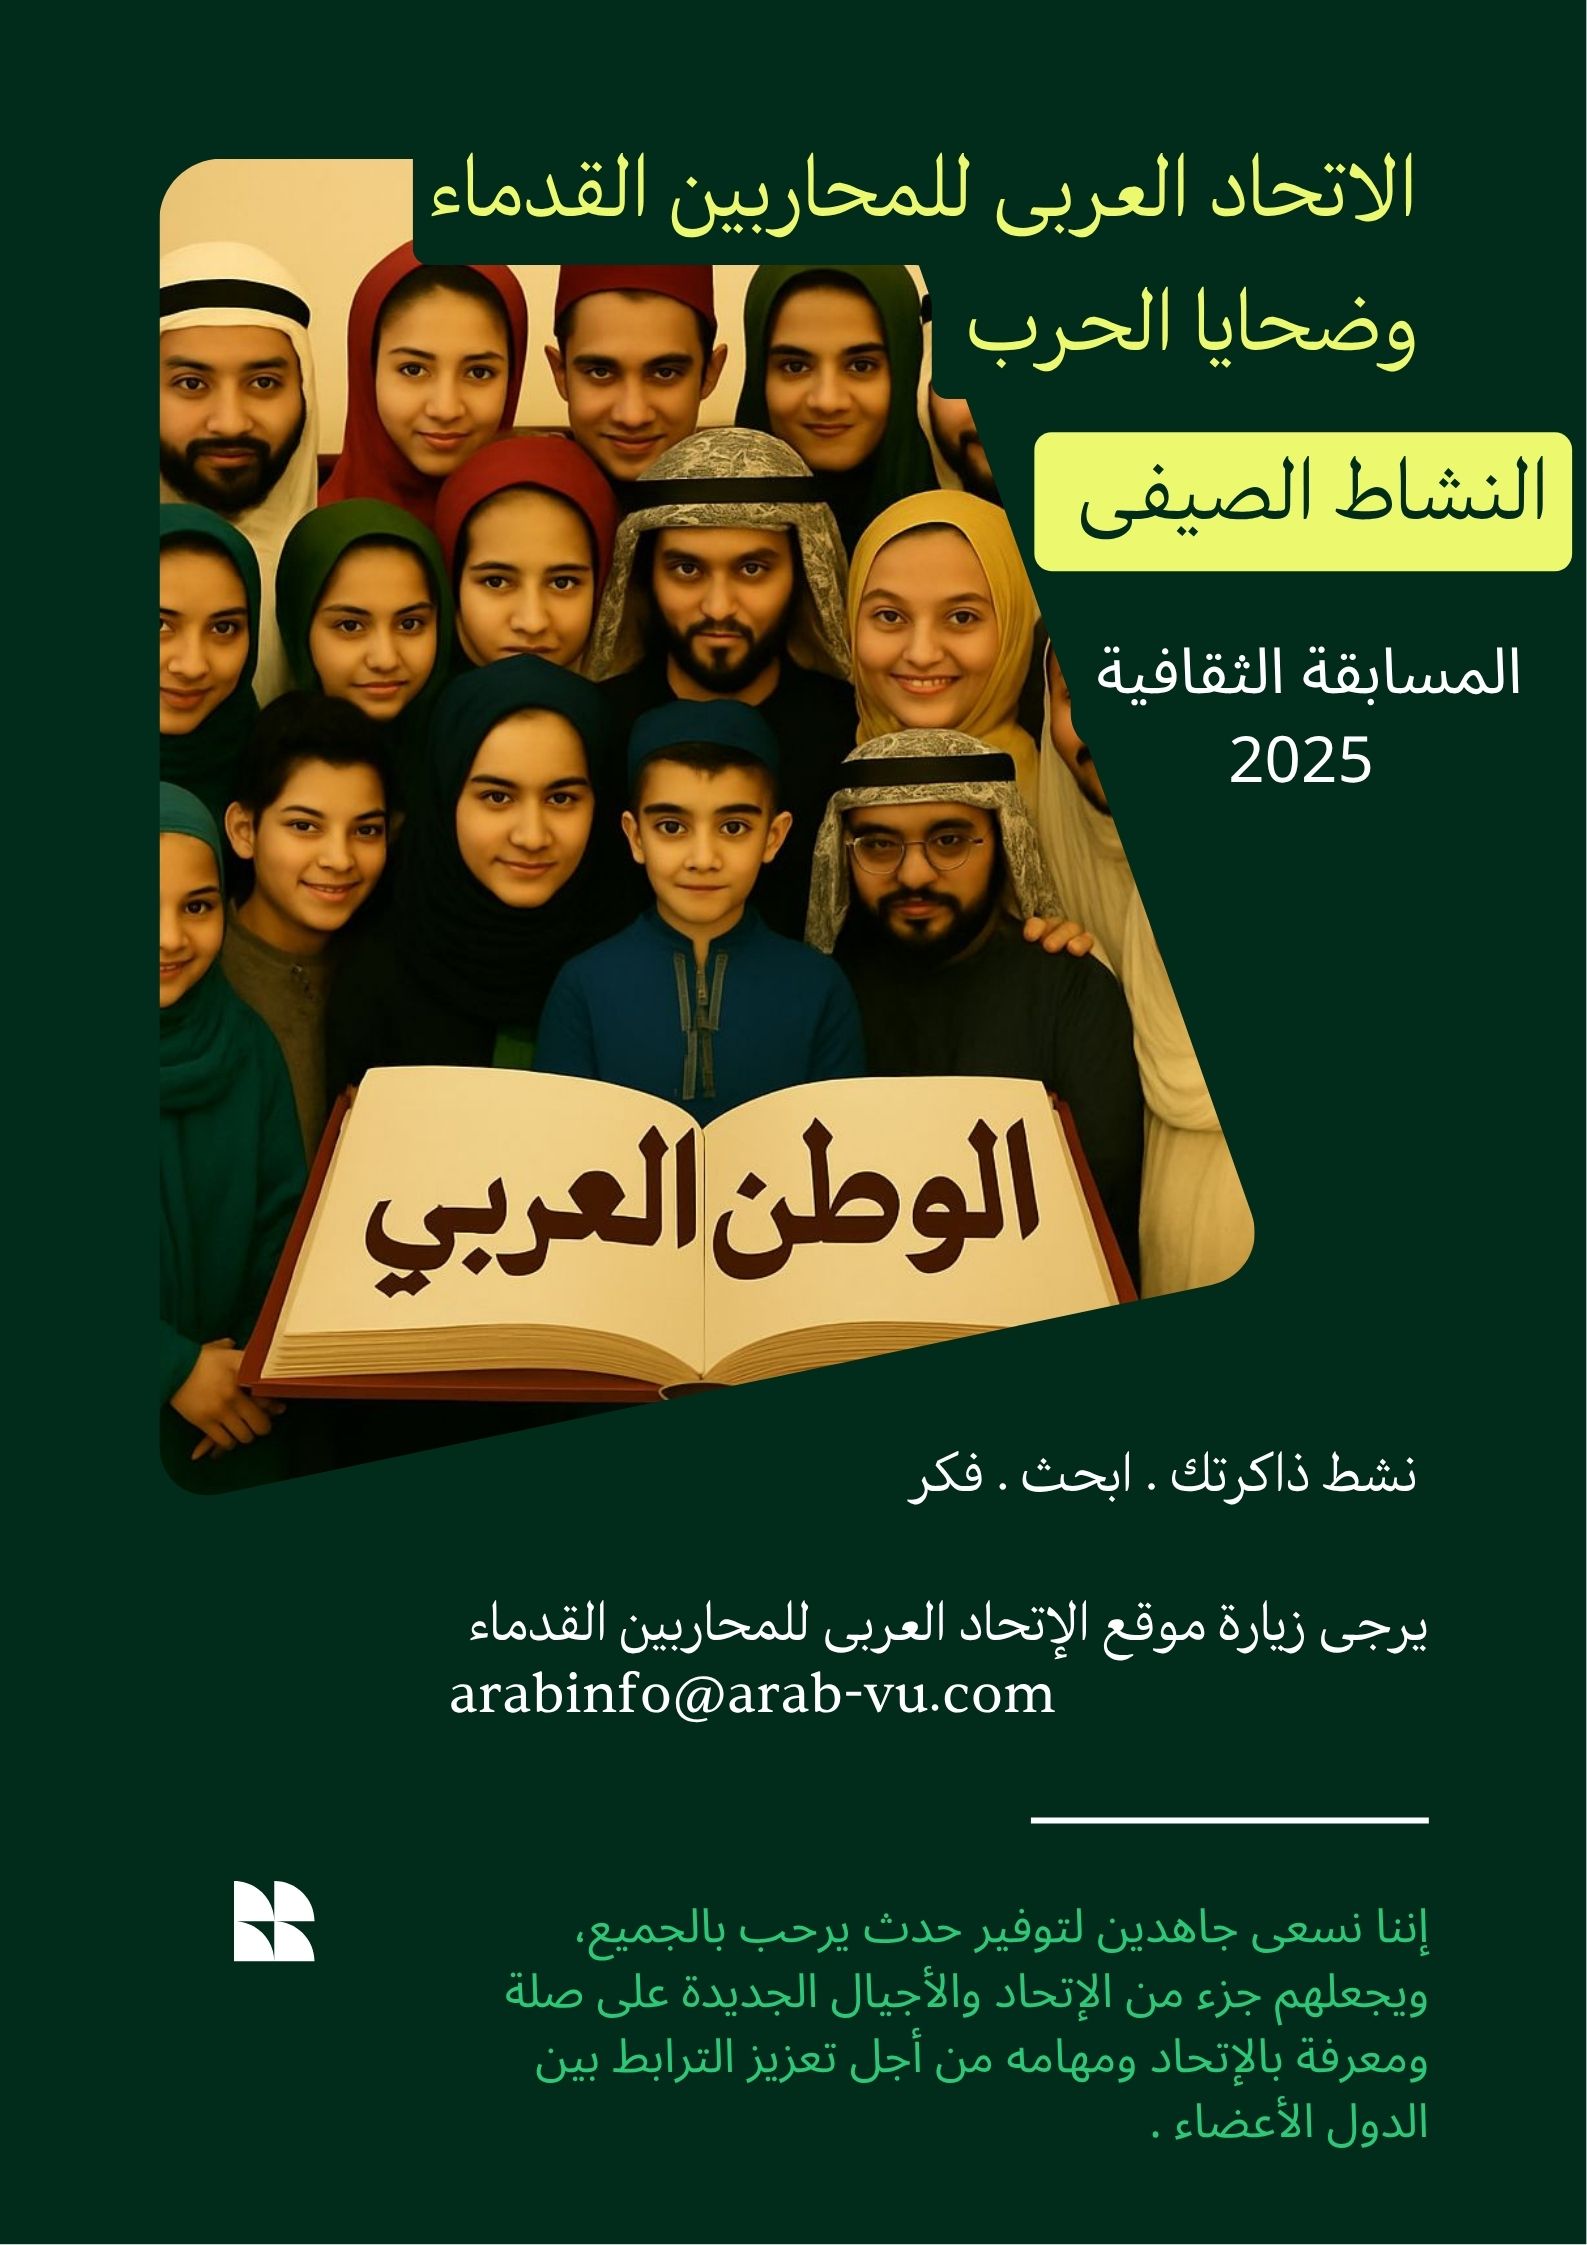 الاتحاد العربى للمحاربين القدماء
وضحايا الحرب
النشاط الصيفى
المسابقة الثقافية
2025
الوطن العربي
نشط ذاكرتك . ابحث . فكر
يرجى زيارة موقع الإتحاد العربى للمحاربين القدماء
arabinfo@arab-vu.com
إننا نسعى جاهدين لتوفير حدث يرحب بالجميع،
ويجعلهم جزء من الإتحاد والأجيال الجديدة على صلة
ومعرفة بالإتحاد ومهامه من أجل تعزيز الترابط بين
الدول الأعضاء .